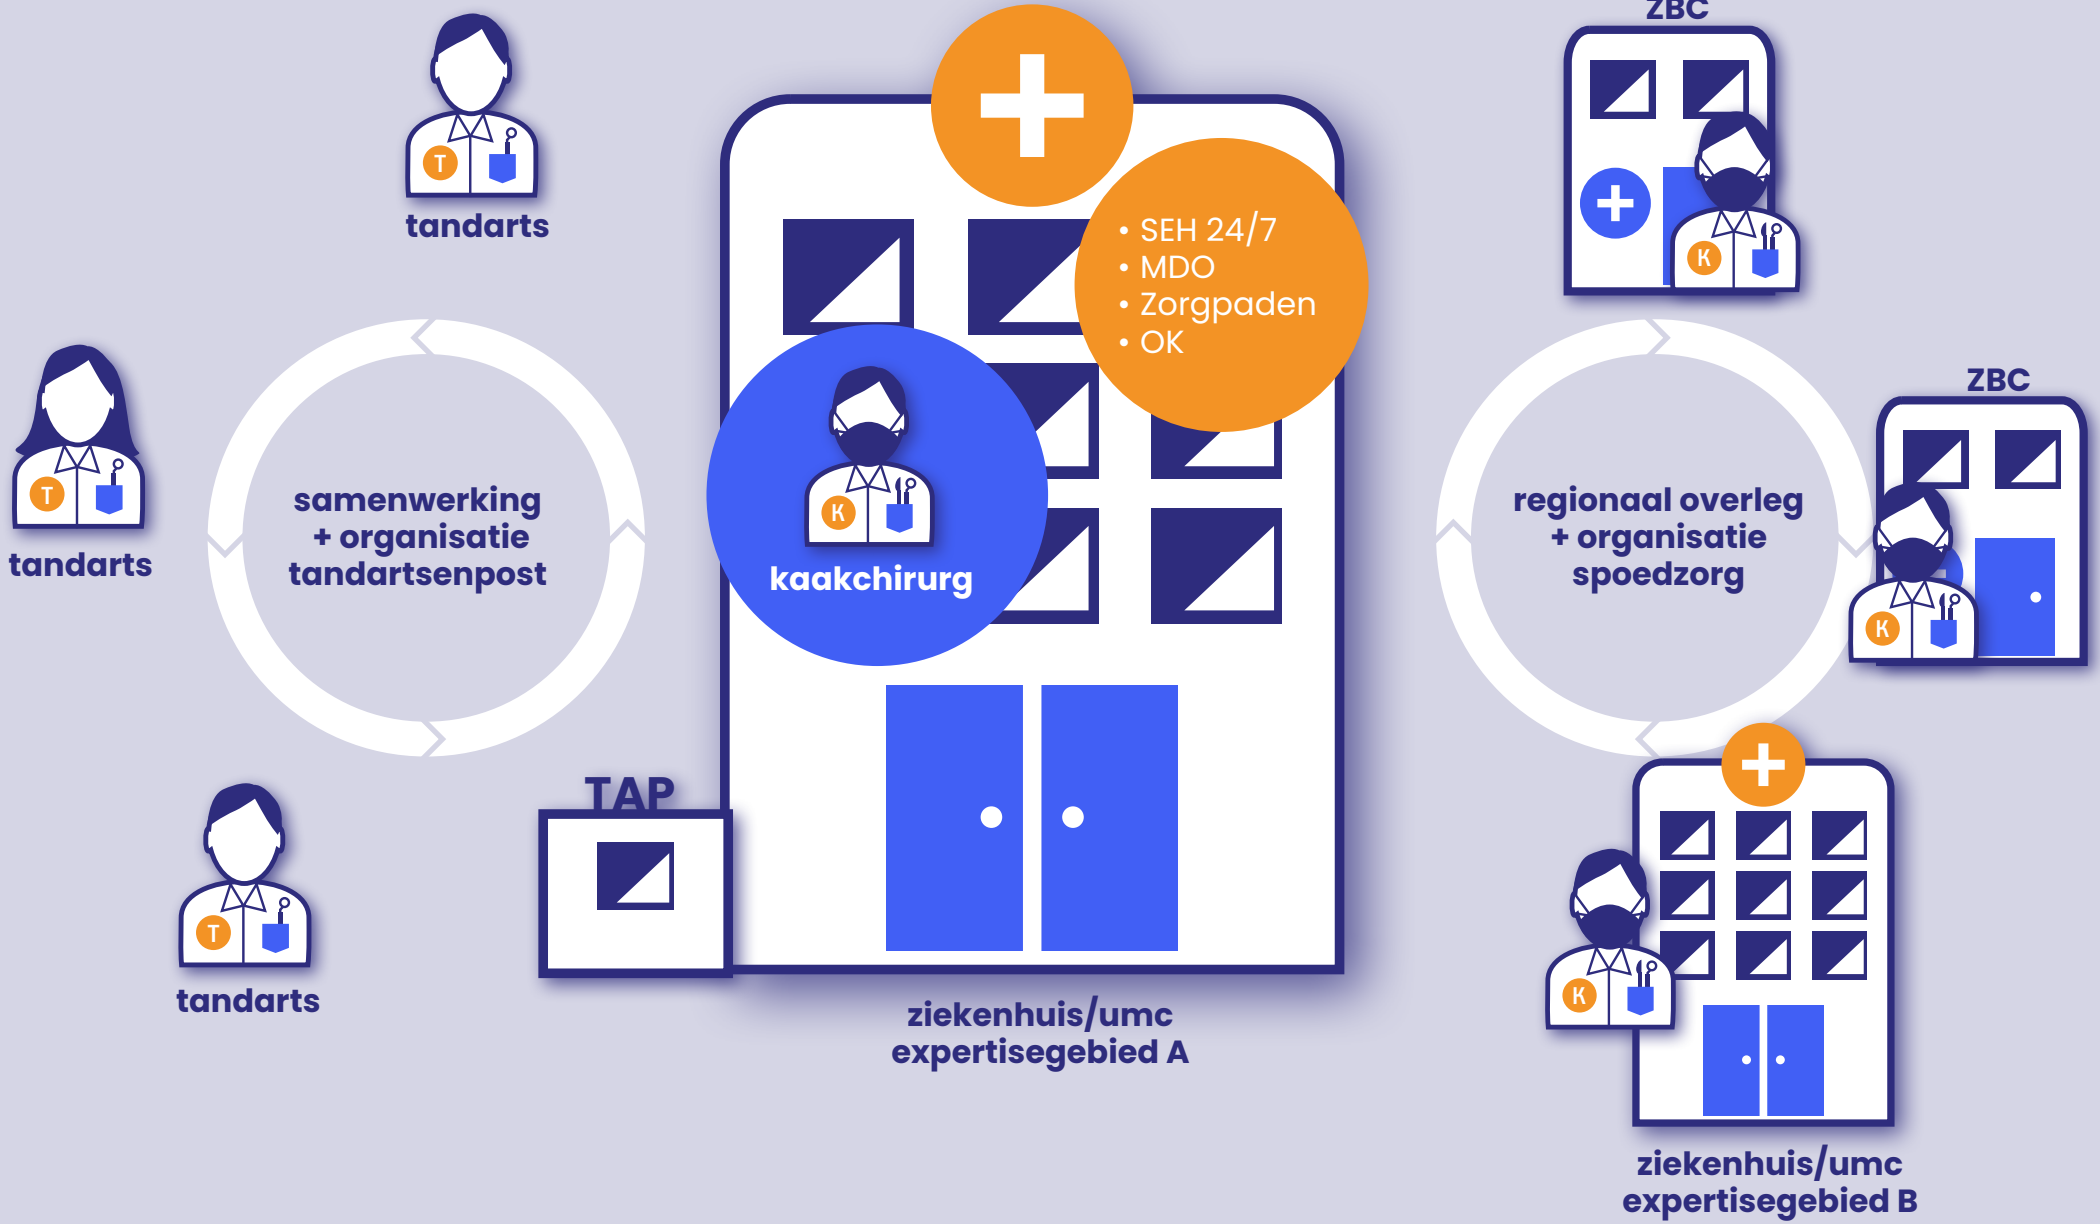 ZBC
tandarts
T
• SEH 24/7
• MDO
• Zorgpaden
• OK
K
ZBC
tandarts
T
samenwerking
+ organisatie
tandartsenpost
K
kaakchirurg
regionaal overleg
+ organisatie
spoedzorg
K
TAP
T
tandarts
K
ziekenhuis/umc
expertisegebied A
ziekenhuis/umc
expertisegebied B